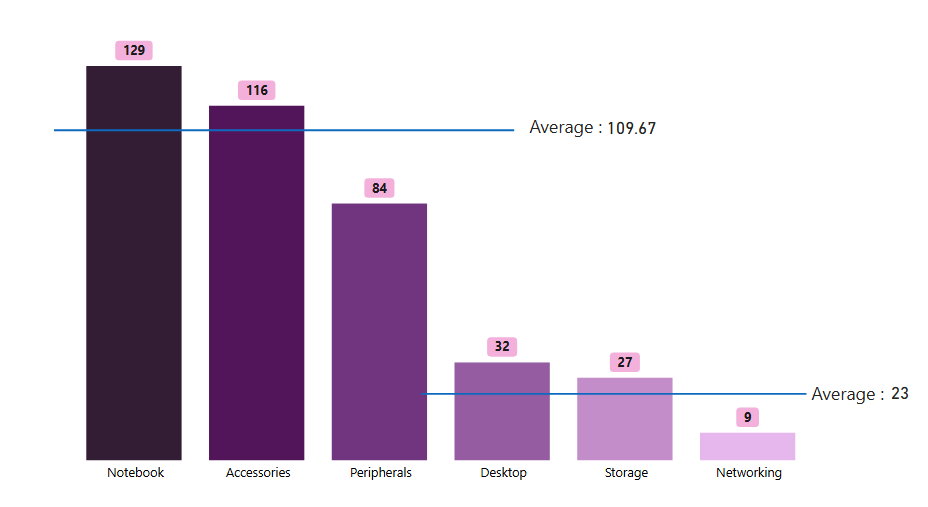 129
116
Average : 109.67
84
32
27
Average : 23
9
Notebook Accessories Peripherals Desktop Storage Networking